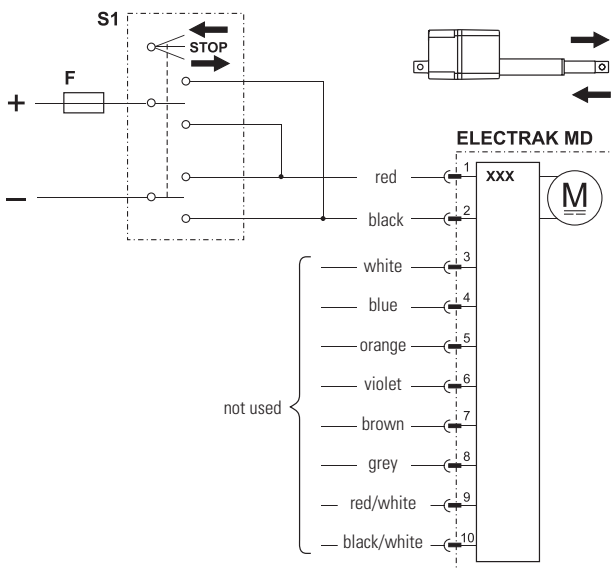 S1
STOP
F
+
−
ELECTRAK MD
red 1 XXX
M
black 2
white 3
blue 4
orange 5
violet 6
not used
brown 7
grey 8
red/white 9
black/white 10